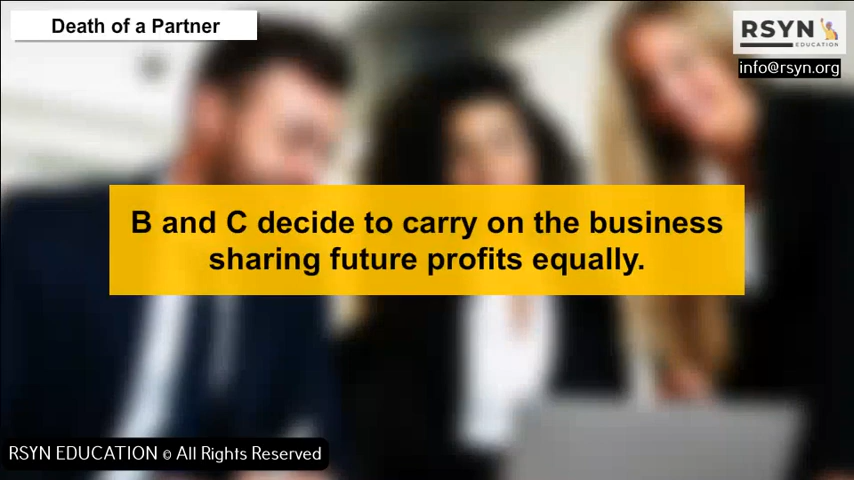 Death of a Partner
RSYN
EDUCATION
info@rsyn.org
B and C decide to carry on the business
sharing future profits equally.
RSYN EDUCATION © All Rights Reserved